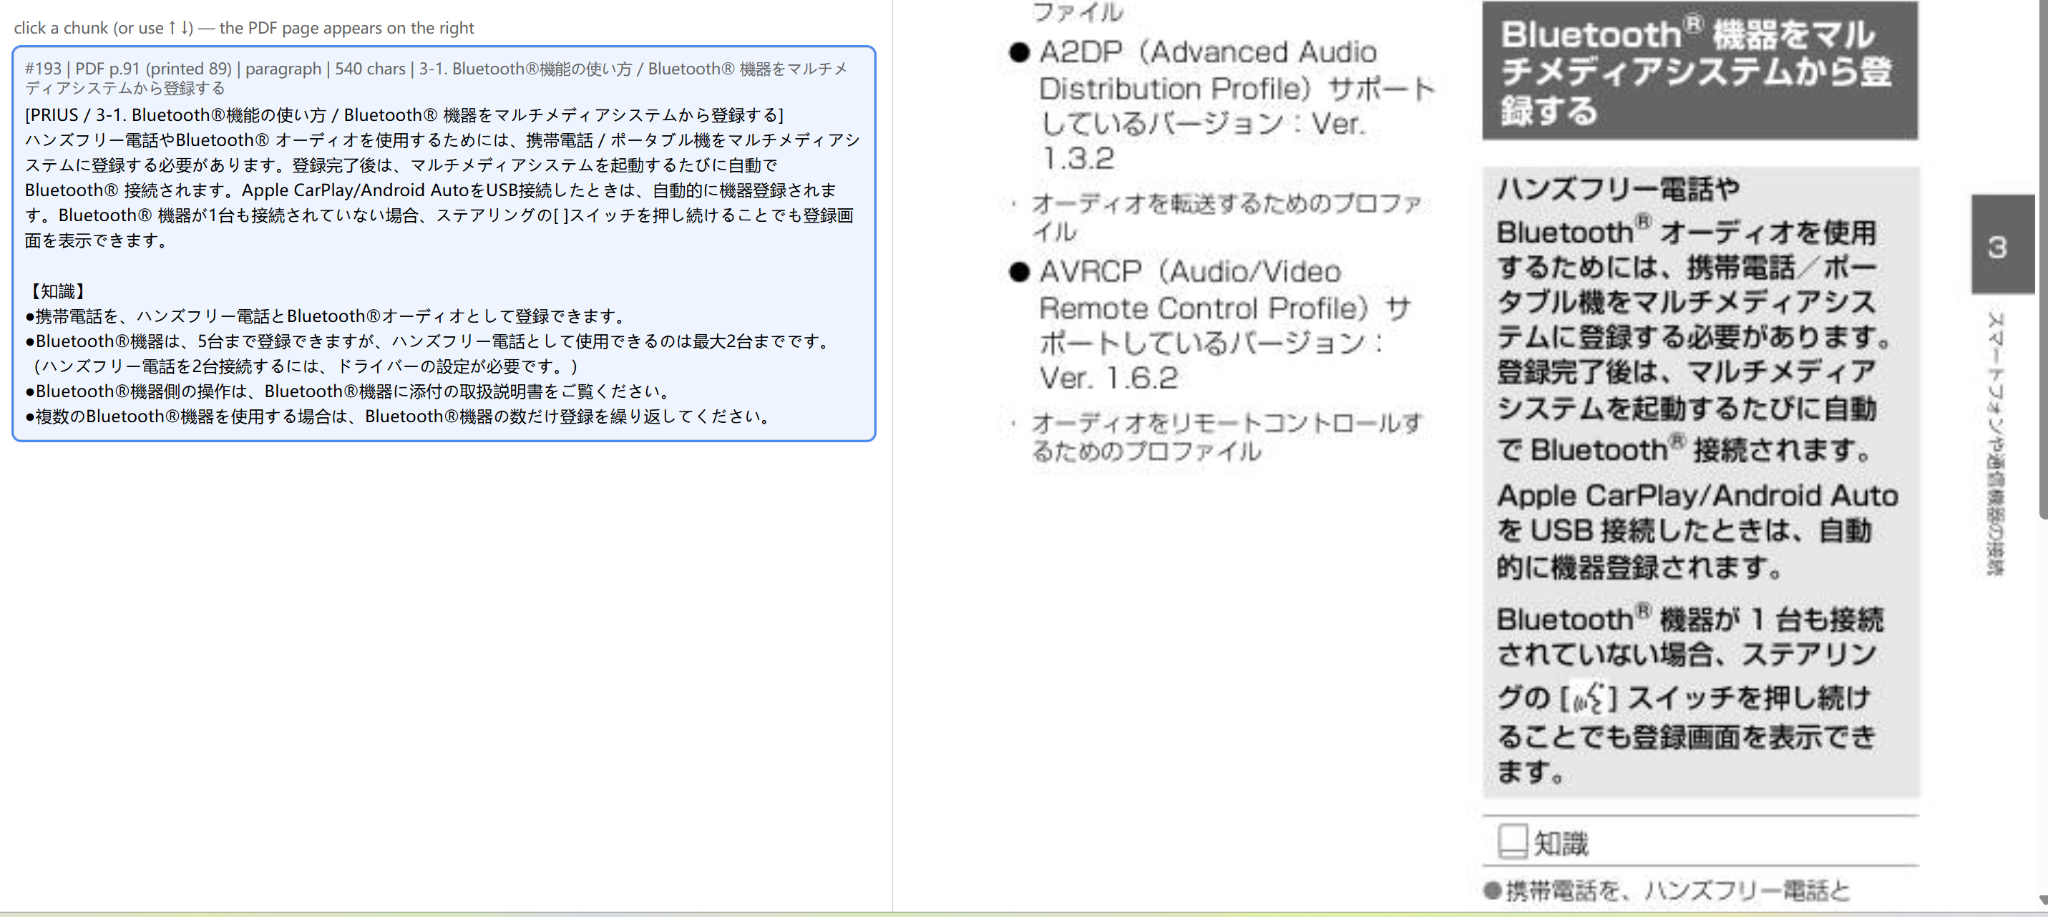 click a chunk (or use ↑ ↓) — the PDF page appears on the right
#193 | PDF p.91 (printed 89) | paragraph | 540 chars | 3-1. Bluetooth®機能の使い方 / Bluetooth® 機器をマルチメ
ディアシステムから登録する
[PRIUS / 3-1. Bluetooth®機能の使い方 / Bluetooth® 機器をマルチメディアシステムから登録する]
ハンズフリー電話やBluetooth® オーディオを使用するためには、携帯電話 / ポータブル機をマルチメディアシ
ステムに登録する必要があります。登録完了後は、マルチメディアシステムを起動するたびに自動で
Bluetooth® 接続されます。Apple CarPlay/Android AutoをUSB接続したときは、自動的に機器登録されま
す。Bluetooth® 機器が1台も接続されていない場合、ステアリングの[ ]スイッチを押し続けることでも登録画
面を表示できます。
【知識】
●携帯電話を、ハンズフリー電話とBluetooth®オーディオとして登録できます。
●Bluetooth®機器は、5台まで登録できますが、ハンズフリー電話として使用できるのは最大2台までです。
（ハンズフリー電話を2台接続するには、ドライバーの設定が必要です。)
●Bluetooth®機器側の操作は、Bluetooth®機器に添付の取扱説明書をご覧ください。
●複数のBluetooth®機器を使用する場合は、Bluetooth®機器の数だけ登録を繰り返してください。
ファイル
●A2DP（Advanced Audio
Distribution Profile）サポート
しているバージョン：Ver.
1.3.2
・オーディオを転送するためのプロファ
イル
●AVRCP（Audio/Video
Remote Control Profile）サ
ポートしているバージョン：
Ver. 1.6.2
・オーディオをリモートコントロールす
るためのプロファイル
Bluetooth® 機器をマル
チメディアシステムから登
録する
ハンズフリー電話や
Bluetooth® オーディオを使用
するためには、携帯電話／ポー
タブル機をマルチメディアシス
テムに登録する必要があります。
登録完了後は、マルチメディア
システムを起動するたびに自動
で Bluetooth® 接続されます。
Apple CarPlay/Android Auto
を USB 接続したときは、自動
的に機器登録されます。
Bluetooth® 機器が 1 台も接続
されていない場合、ステアリン
グの [ ] スイッチを押し続け
ることでも登録画面を表示でき
ます。
知識
●携帯電話を、ハンズフリー電話と
3
スマートフォンや通信機器の接続